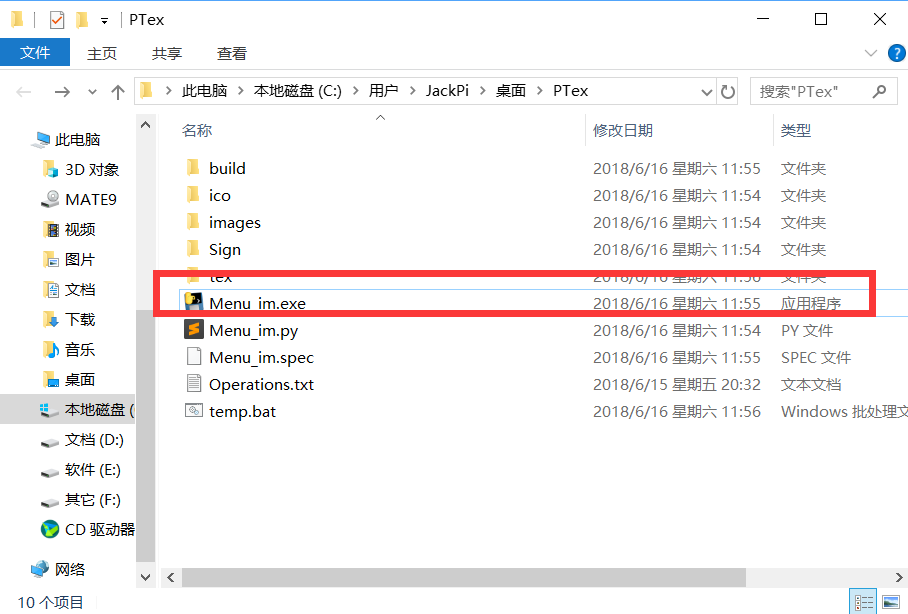 PTex
文件 主页 共享 查看
此电脑 本地磁盘 (C:) 用户 JackPi 桌面 PTex 搜索"PTex"
此电脑
3D 对象
MATE9
视频
图片
文档
下载
音乐
桌面
本地磁盘 (
文档 (D:)
软件 (E:)
其它 (F:)
CD 驱动器
网络
名称 修改日期 类型
build 2018/6/16 星期六 11:55 文件夹
ico 2018/6/16 星期六 11:54 文件夹
images 2018/6/16 星期六 11:54 文件夹
Sign 2018/6/16 星期六 11:54 文件夹
tex 2018/6/16 星期六 11:56 文件夹
Menu_im.exe 2018/6/16 星期六 11:55 应用程序
Menu_im.py 2018/6/16 星期六 11:54 PY 文件
Menu_im.spec 2018/6/16 星期六 11:55 SPEC 文件
Operations.txt 2018/6/15 星期五 20:32 文本文档
temp.bat 2018/6/16 星期六 11:56 Windows 批处理文
10 个项目